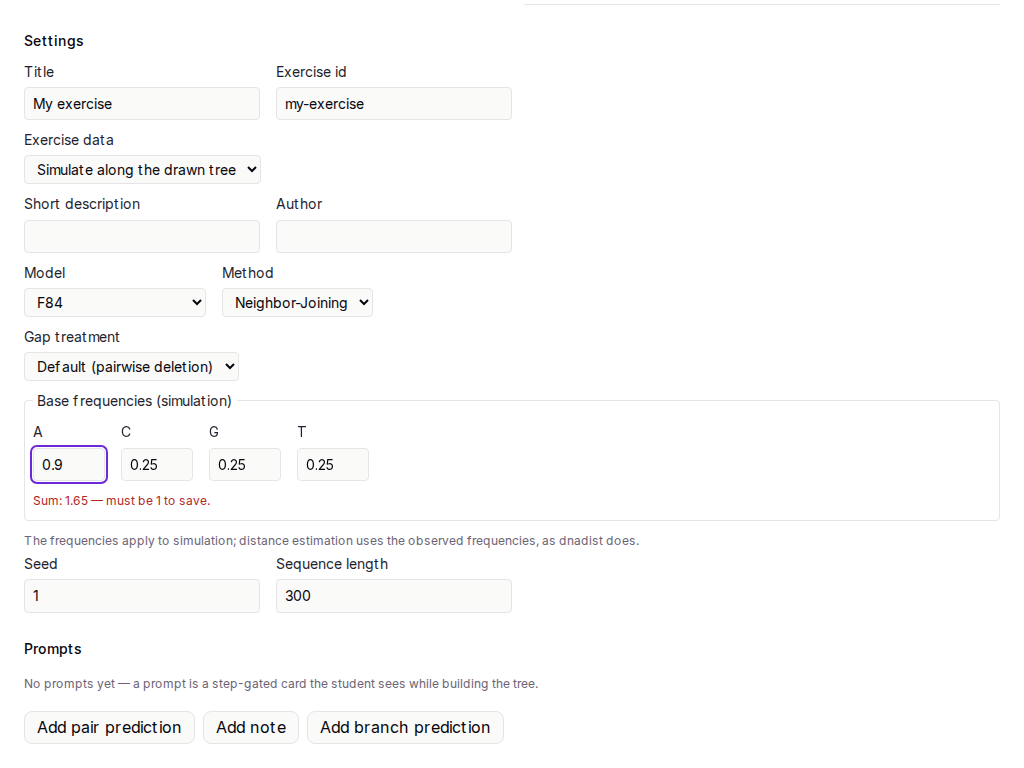 Settings
Title Exercise id
My exercise my-exercise
Exercise data
Simulate along the drawn tree
Short description Author
Model Method
F84 Neighbor-Joining
Gap treatment
Default (pairwise deletion)
Base frequencies (simulation)
A C G T
0.9 0.25 0.25 0.25
Sum: 1.65 — must be 1 to save.
The frequencies apply to simulation; distance estimation uses the observed frequencies, as dnadist does.
Seed Sequence length
1 300
Prompts
No prompts yet — a prompt is a step-gated card the student sees while building the tree.
Add pair prediction Add note Add branch prediction